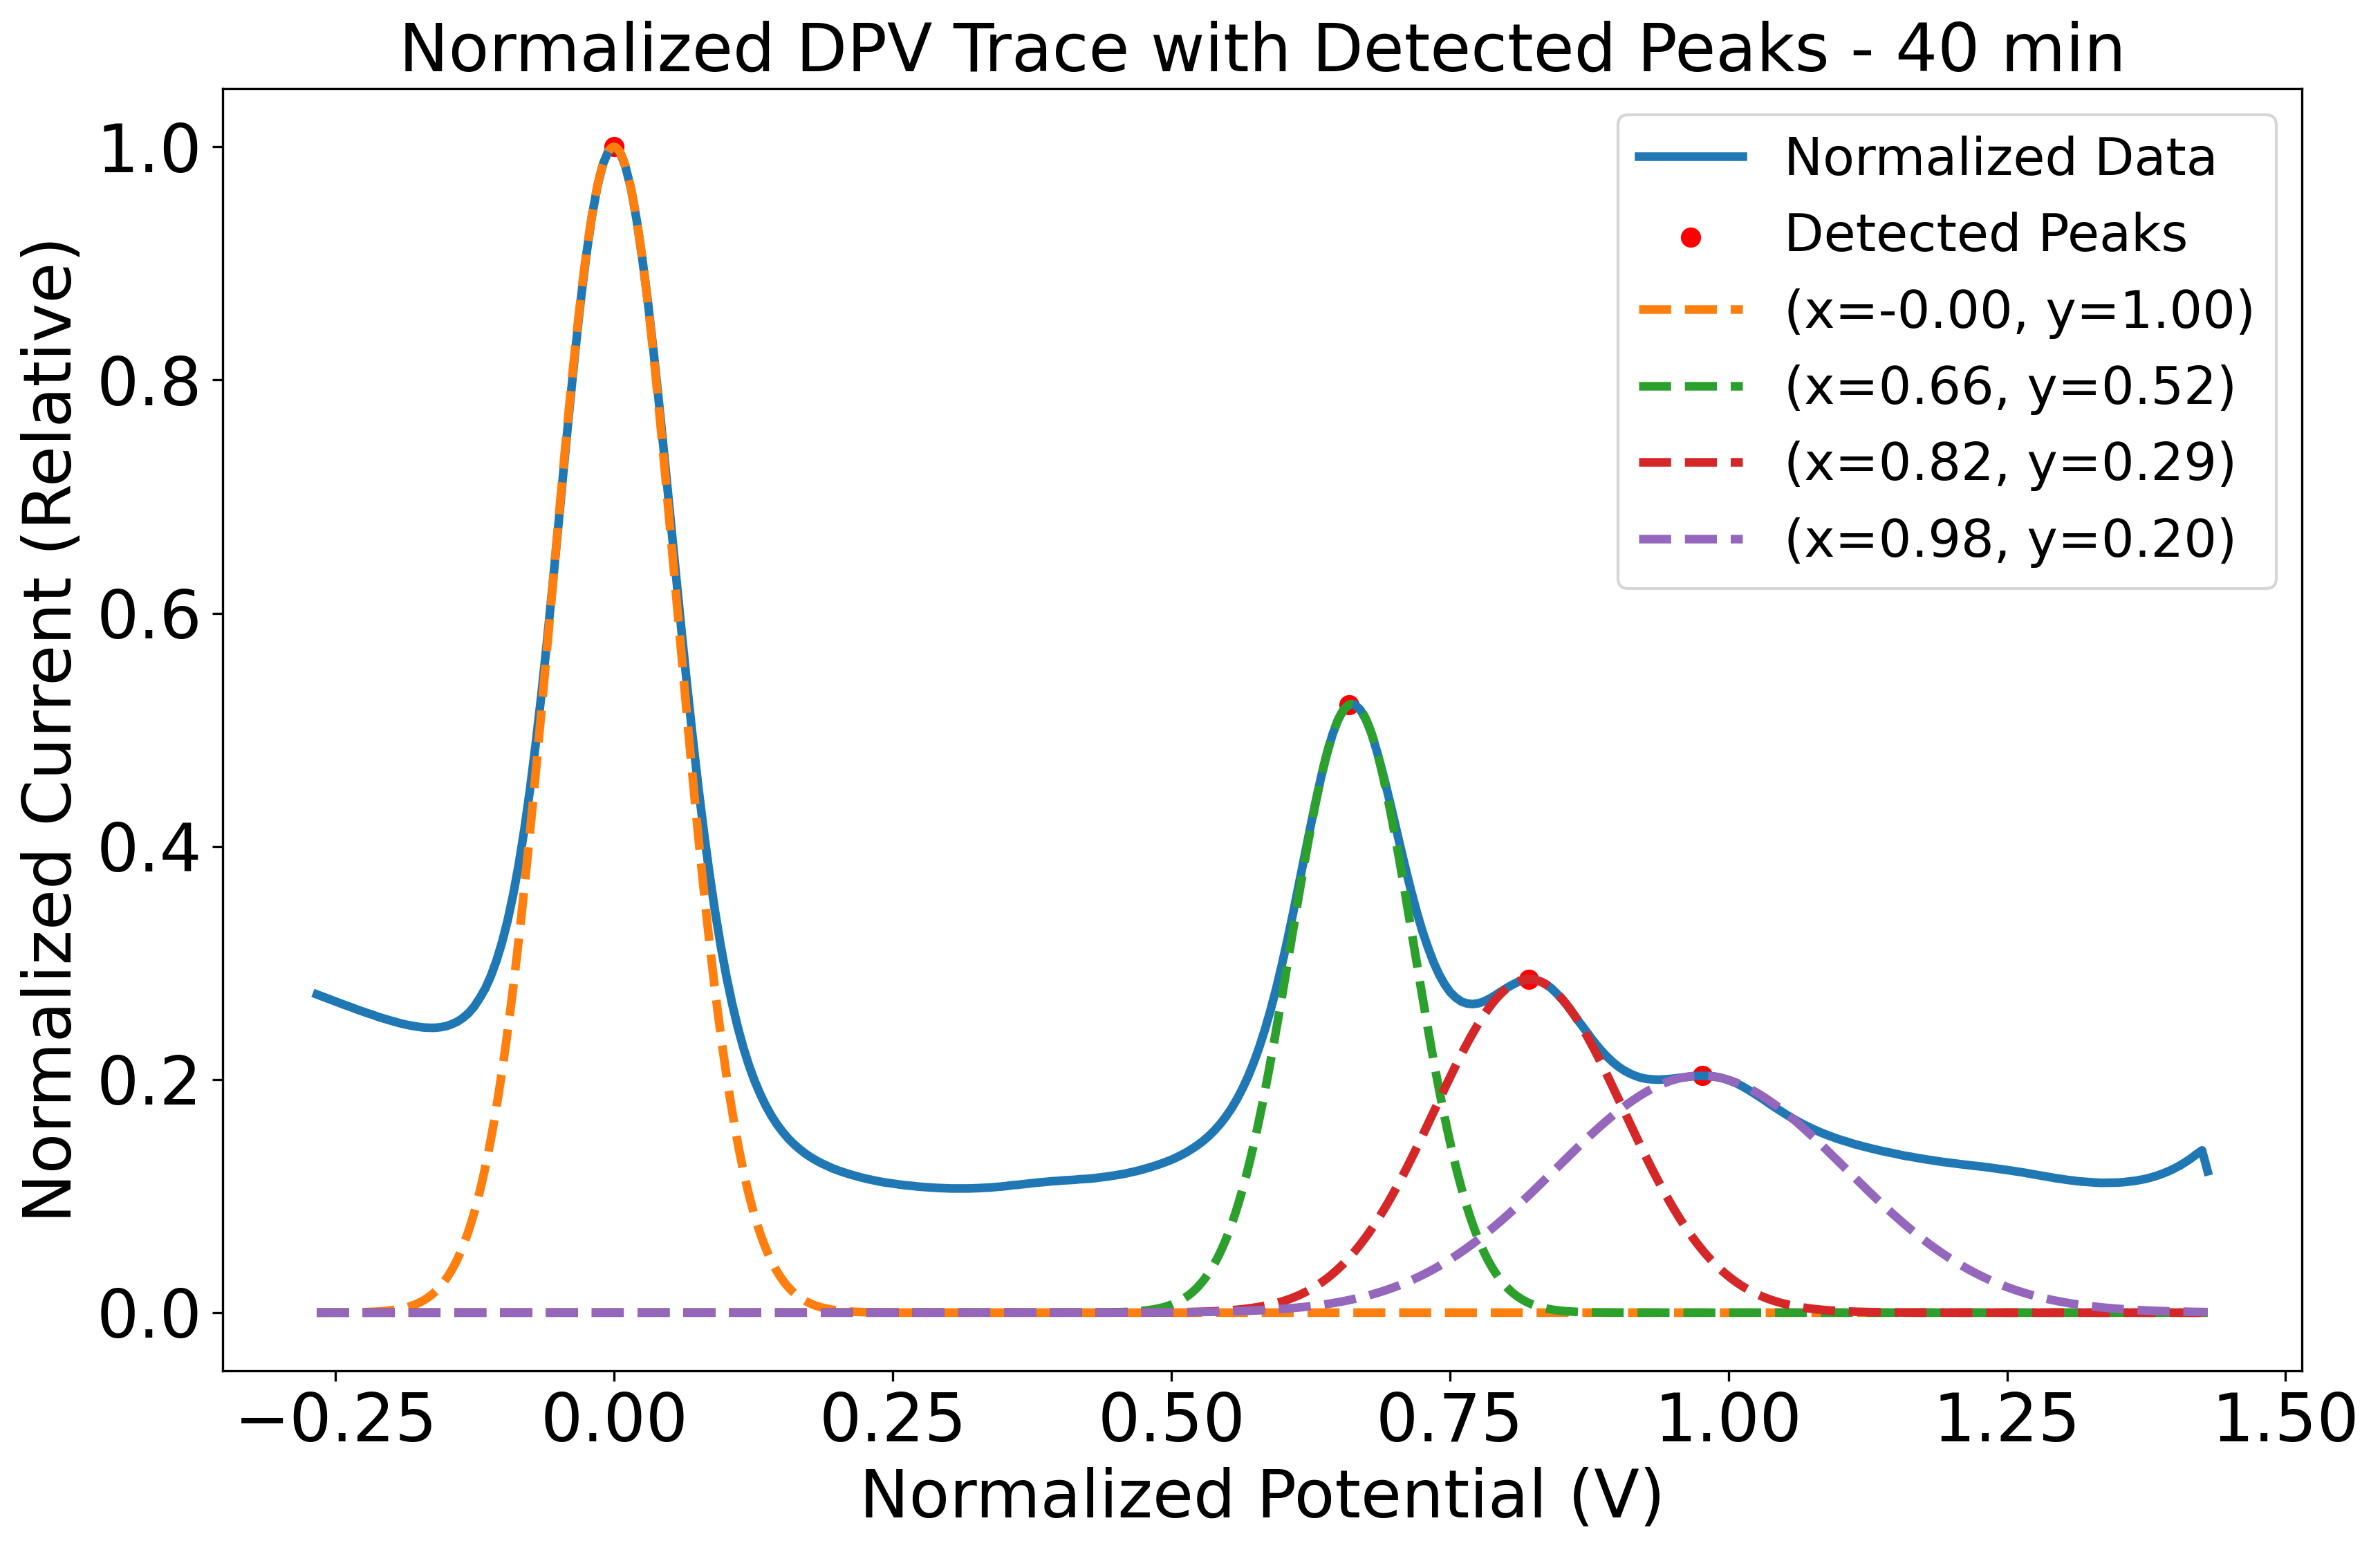 Normalized DPV Trace with Detected Peaks - 40 min
Normalized Current (Relative)
1.0
0.8
0.6
0.4
0.2
0.0
Normalized Data
Detected Peaks
(x=-0.00, y=1.00)
(x=0.66, y=0.52)
(x=0.82, y=0.29)
(x=0.98, y=0.20)
−0.25 0.00 0.25 0.50 0.75 1.00 1.25 1.50
Normalized Potential (V)